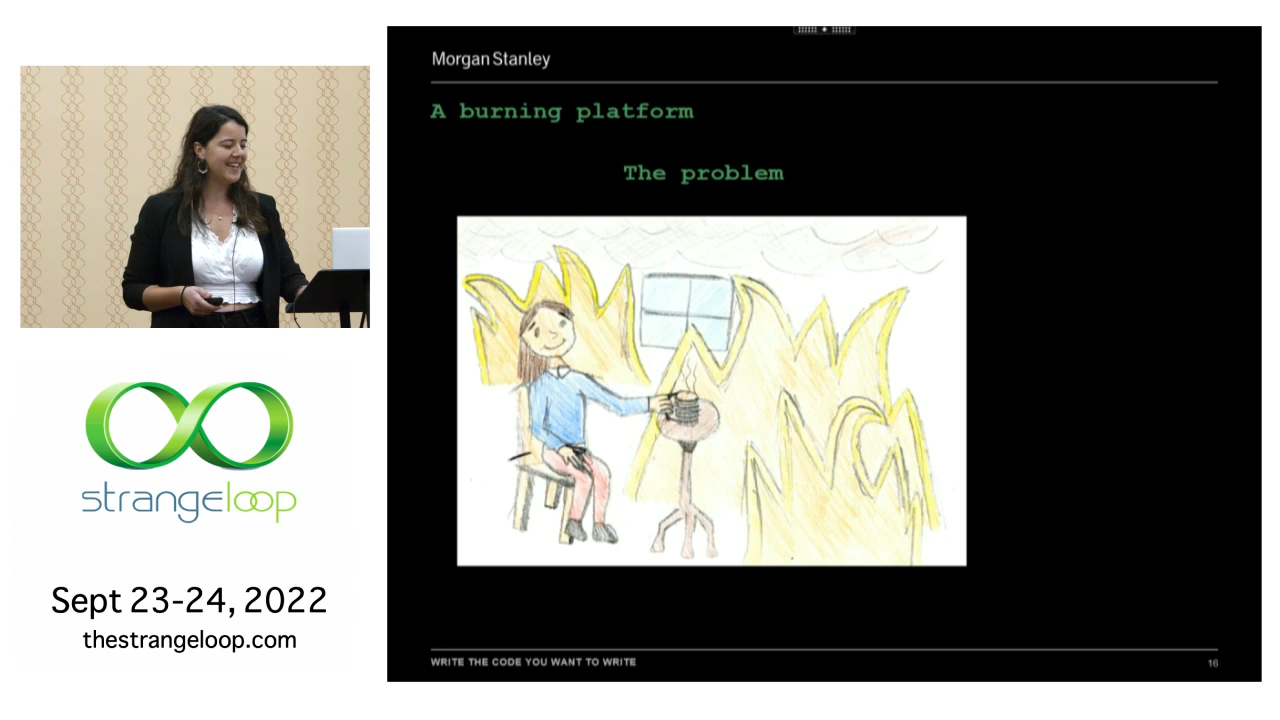 strangeloop
Sept 23-24, 2022
thestrangeloop.com
Morgan Stanley
A burning platform
The problem
WRITE THE CODE YOU WANT TO WRITE
16